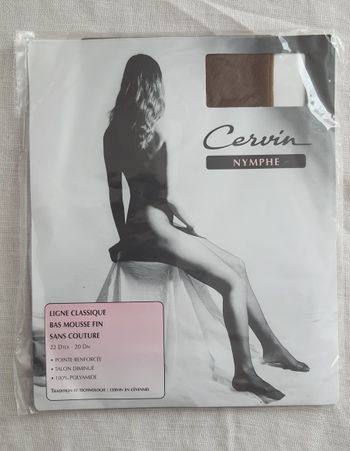 Cervin
NYMPHE
LIGNE CLASSIQUE
BAS MOUSSE FIN
SANS COUTURE
22 DTEX - 20 DEN
• POINTE RENFORCÉE
• TALON DIMINUÉ
• 100% POLYAMIDE
TRADITION ET TECHNOLOGIE : CERVIN EN CÉVENNES